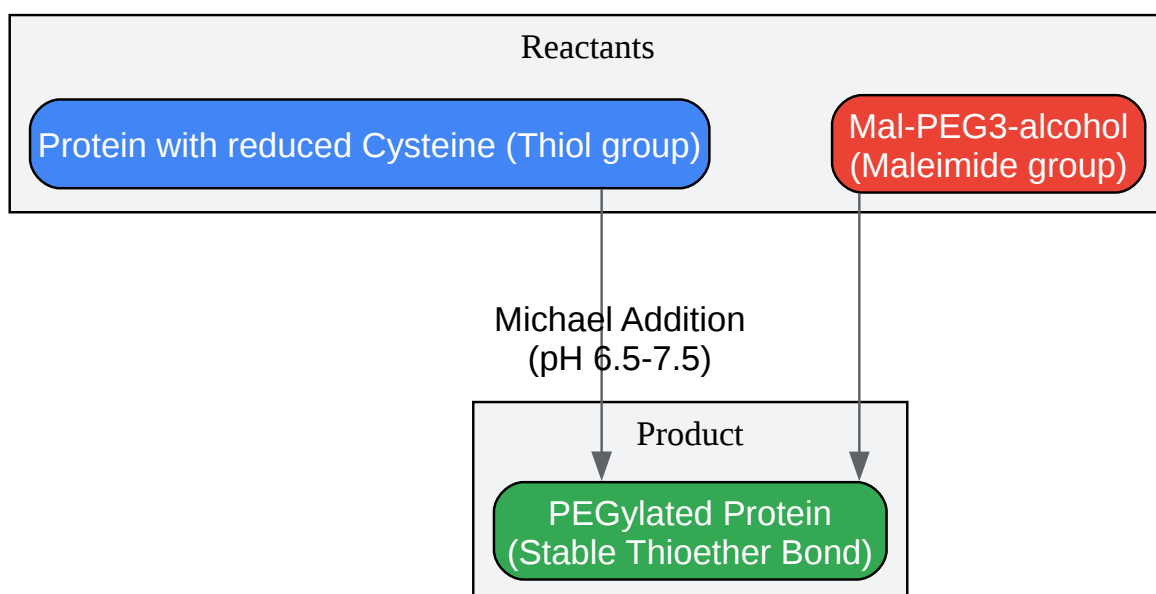 Reactants
Protein with reduced Cysteine (Thiol group)
Mal-PEG3-alcohol
(Maleimide group)
Michael Addition
(pH 6.5-7.5)
Product
PEGylated Protein
(Stable Thioether Bond)